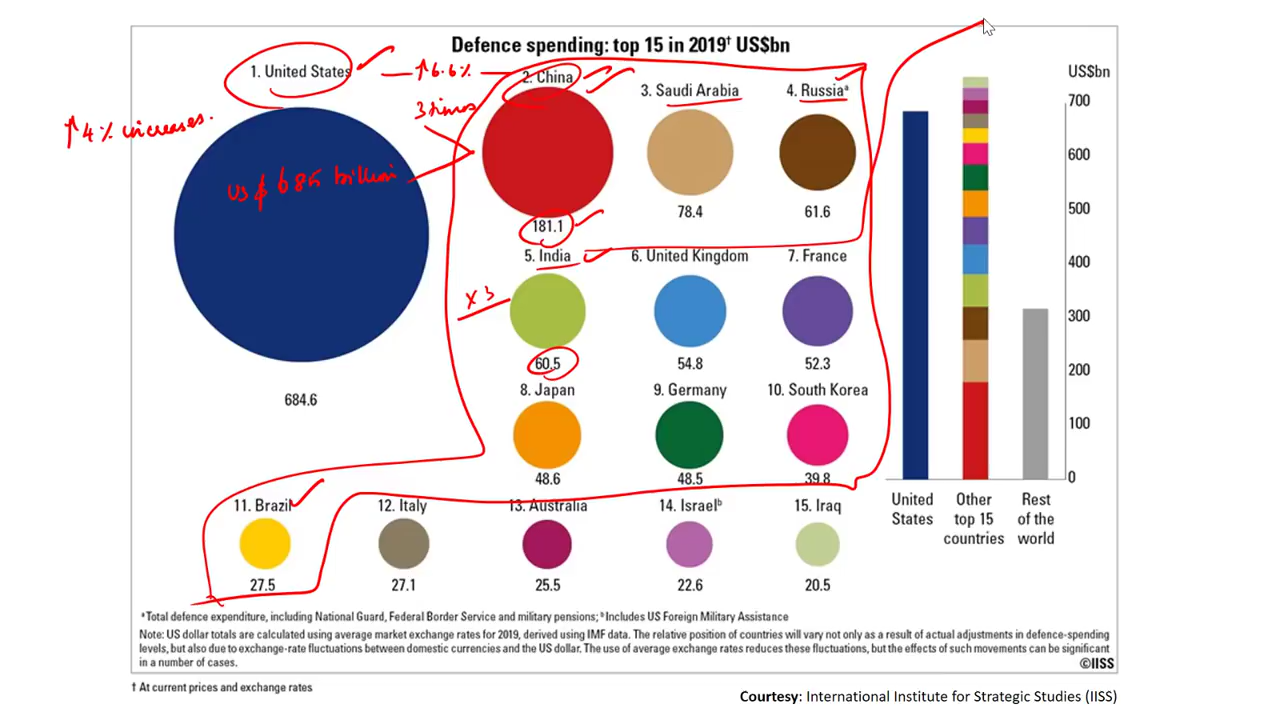 Defence spending: top 15 in 2019† US$bn
1. United States
↑6.6%
2. China
3. Saudi Arabia
4. Russiaᵃ
3 times
↑4% increases.
US $ 685 billion
181.1
78.4
61.6
5. India
6. United Kingdom
7. France
x 3
60.5
54.8
52.3
684.6
8. Japan
9. Germany
10. South Korea
48.6
48.5
39.8
11. Brazil
12. Italy
13. Australia
14. Israelᵇ
15. Iraq
27.5
27.1
25.5
22.6
20.5
US$bn
700
600
500
400
300
200
100
0
United States
Other top 15 countries
Rest of the world
ᵃTotal defence expenditure, including National Guard, Federal Border Service and military pensions; ᵇIncludes US Foreign Military Assistance
Note: US dollar totals are calculated using average market exchange rates for 2019, derived using IMF data. The relative position of countries will vary not only as a result of actual adjustments in defence-spending
levels, but also due to exchange-rate fluctuations between domestic currencies and the US dollar. The use of average exchange rates reduces these fluctuations, but the effects of such movements can be significant
in a number of cases.
©IISS
† At current prices and exchange rates
Courtesy: International Institute for Strategic Studies (IISS)